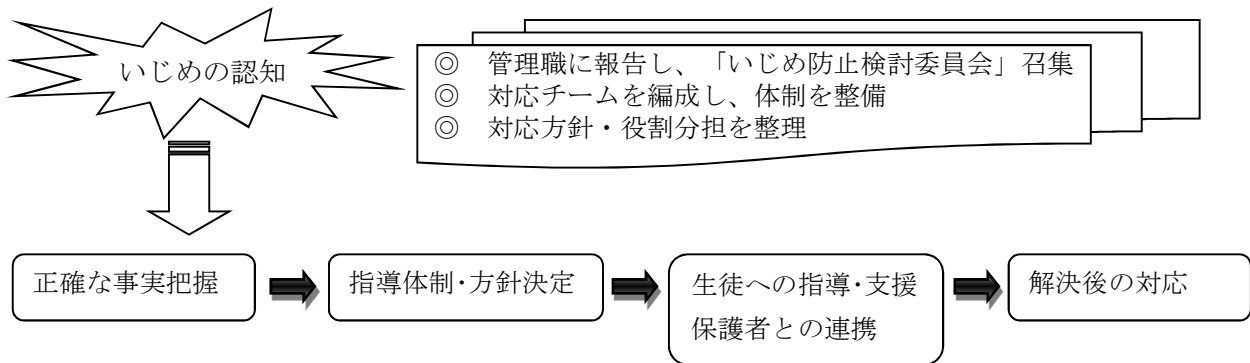 いじめの認知
◎ 管理職に報告し、「いじめ防止検討委員会」召集
◎ 対応チームを編成し、体制を整備
◎ 対応方針・役割分担を整理
正確な事実把握
指導体制・方針決定
生徒への指導・支援
保護者との連携
解決後の対応